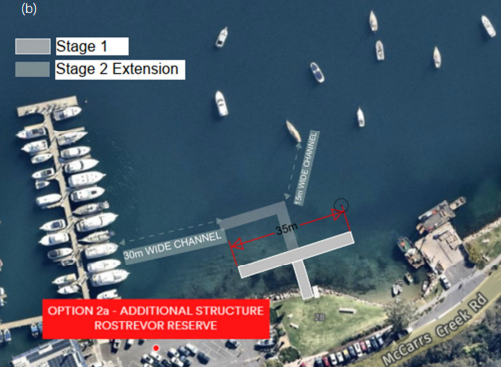 (b)
Stage 1
Stage 2 Extension
15m WIDE CHANNEL
35m
30m WIDE CHANNEL
OPTION 2a - ADDITIONAL STRUCTURE
ROSTREVOR RESERVE
McCarrs Creek Rd